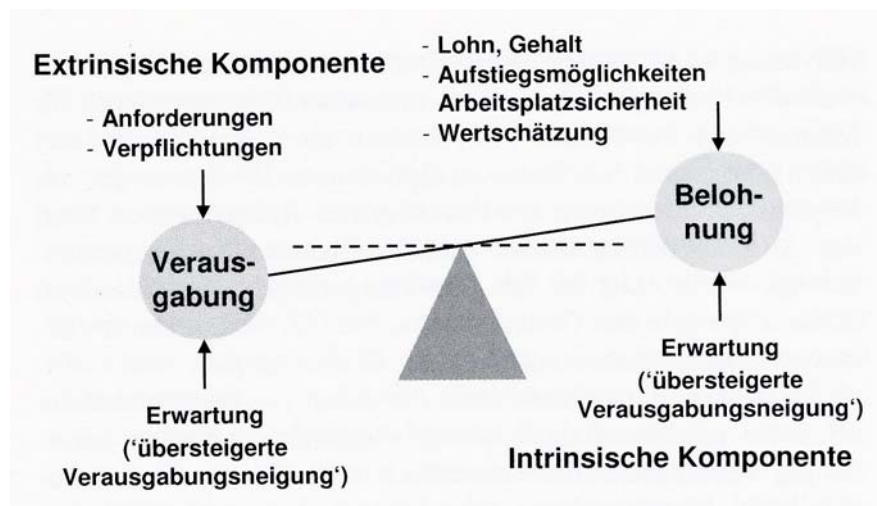 Extrinsische Komponente
- Anforderungen
- Verpflichtungen
- Lohn, Gehalt
- Aufstiegsmöglichkeiten
- Arbeitsplatzsicherheit
- Wertschätzung
Veraus-
gabung
Beloh-
nung
Erwartung
(‘übersteigerte
Verausgabungsneigung‘)
Erwartung
(‘übersteigerte
Verausgabungsneigung‘)
Intrinsische Komponente